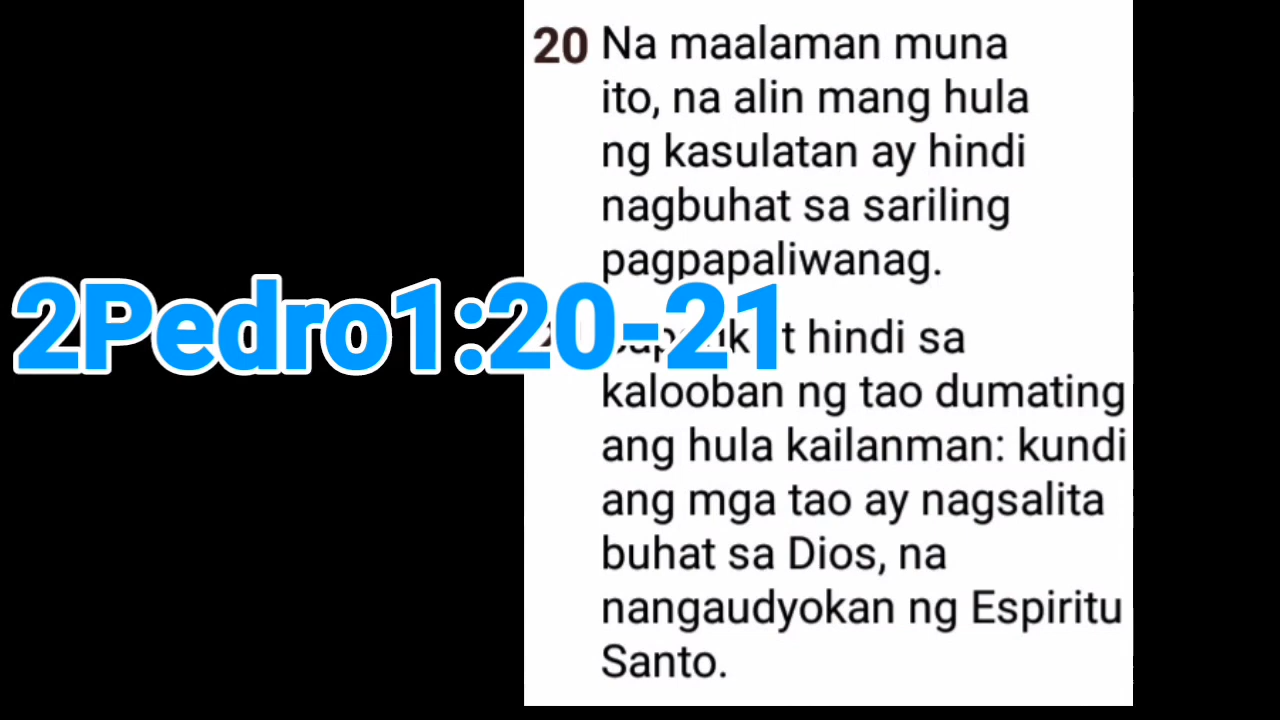 20 Na maalaman muna
ito, na alin mang hula
ng kasulatan ay hindi
nagbuhat sa sariling
pagpapaliwanag.
2Pedro1:20-21
hindi sa
kalooban ng tao dumating
ang hula kailanman: kundi
ang mga tao ay nagsalita
buhat sa Dios, na
nangaudyokan ng Espiritu
Santo.